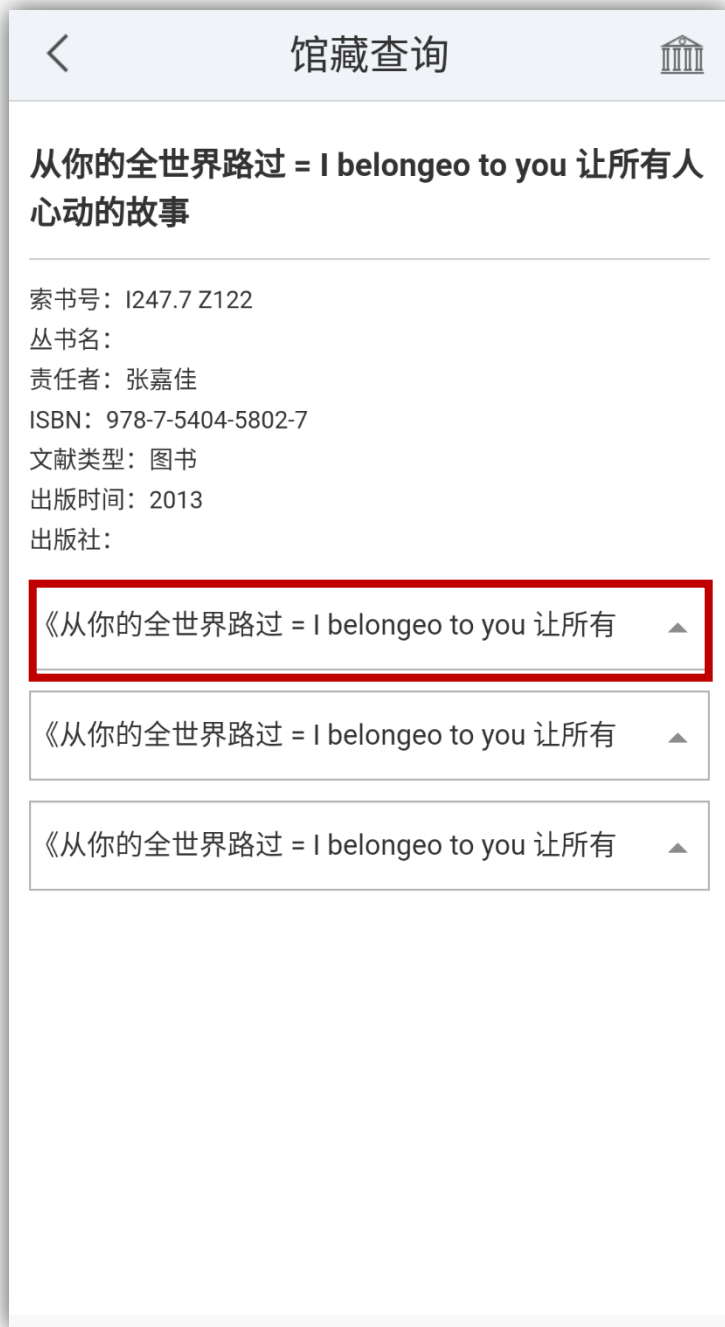 馆藏查询
从你的全世界路过 = I belongeo to you 让所有人
心动的故事
索书号：I247.7 Z122
丛书名：
责任者：张嘉佳
ISBN：978-7-5404-5802-7
文献类型：图书
出版时间：2013
出版社：
《从你的全世界路过 = I belongeo to you 让所有
《从你的全世界路过 = I belongeo to you 让所有
《从你的全世界路过 = I belongeo to you 让所有